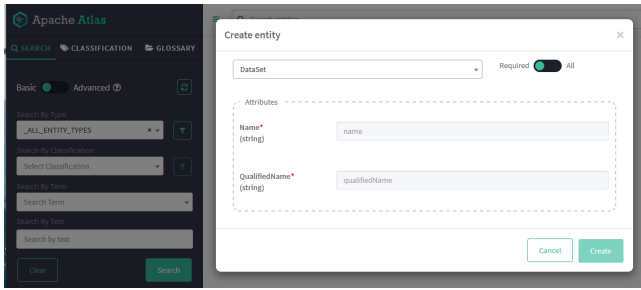 Apache Atlas
SEARCH CLASSIFICATION GLOSSARY
Basic Advanced
Search By Type
_ALL_ENTITY_TYPES
Search By Classification
Select Classification
Search By Term
Search Term
Search By Text
Search by text
Clear Search
Search entities
Create entity
DataSet
Required All
Attributes
Name*
(string)
name
QualifiedName*
(string)
qualifiedName
Cancel Create